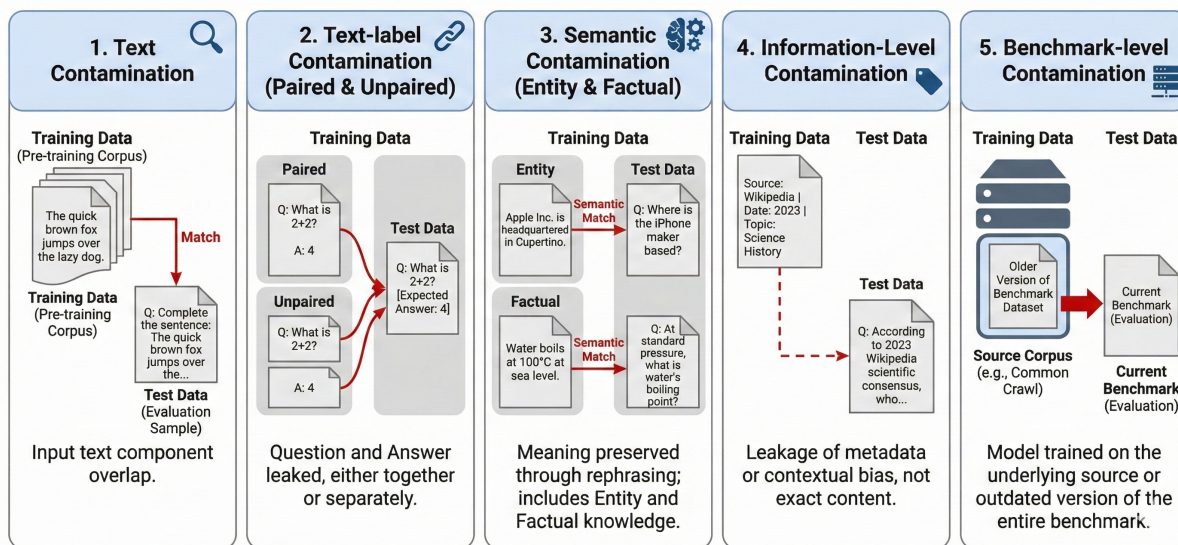 1. Text
Contamination
Training Data
(Pre-training Corpus)
The quick
brown fox
jumps over
the lazy dog.
Match
Training Data
(Pre-training
Corpus)
Q: Complete
the sentence:
The quick
brown fox
jumps over
the...
Test Data
(Evaluation
Sample)
Input text component
overlap.
2. Text-label
Contamination
(Paired & Unpaired)
Training Data
Paired
Q: What is
2+2?
A: 4
Unpaired
Q: What is
2+2?
A: 4
Test Data
Q: What is
2+2?
[Expected
Answer: 4]
Question and Answer
leaked, either together
or separately.
3. Semantic
Contamination
(Entity & Factual)
Training Data
Entity
Apple Inc. is
headquartered
in Cupertino.
Semantic
Match
Test Data
Q: Where is
the iPhone
maker
based?
Factual
Water boils
at 100°C at
sea level.
Semantic
Match
Q: At
standard
pressure,
what is
water's
boiling
point?
Meaning preserved
through rephrasing;
includes Entity and
Factual knowledge.
4. Information-Level
Contamination
Training Data
Test Data
Source:
Wikipedia |
Date: 2023 |
Topic:
Science
History
Test Data
Q: According
to 2023
Wikipedia
scientific
consensus,
who...
Leakage of metadata
or contextual bias, not
exact content.
5. Benchmark-level
Contamination
Training Data
Test Data
Older
Version of
Benchmark
Dataset
Source Corpus
(e.g., Common
Crawl)
Current
Benchmark
(Evaluation)
Current
Benchmark
(Evaluation)
Model trained on the
underlying source or
outdated version of the
entire benchmark.